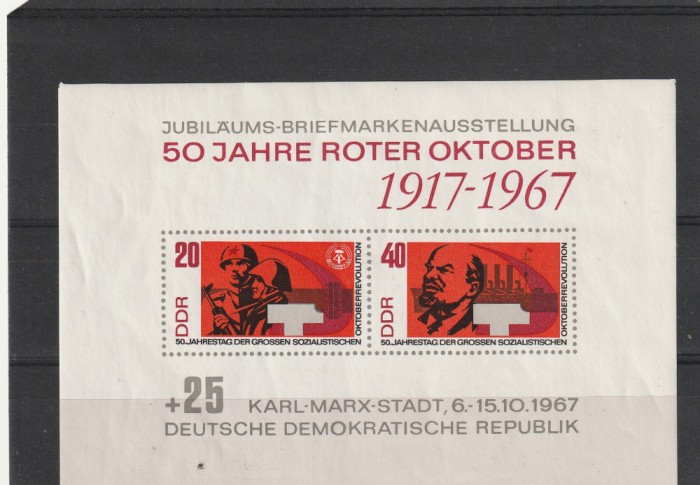 JUBILÄUMS-BRIEFMARKENAUSSTELLUNG
50 JAHRE ROTER OKTOBER
1917-1967
20
DDR
50. JAHRESTAG DER GROSSEN SOZIALISTISCHEN
OKTOBERREVOLUTION
40
DDR
50. JAHRESTAG DER GROSSEN SOZIALISTISCHEN
OKTOBERREVOLUTION
+25 KARL-MARX-STADT, 6.-15.10.1967
DEUTSCHE DEMOKRATISCHE REPUBLIK